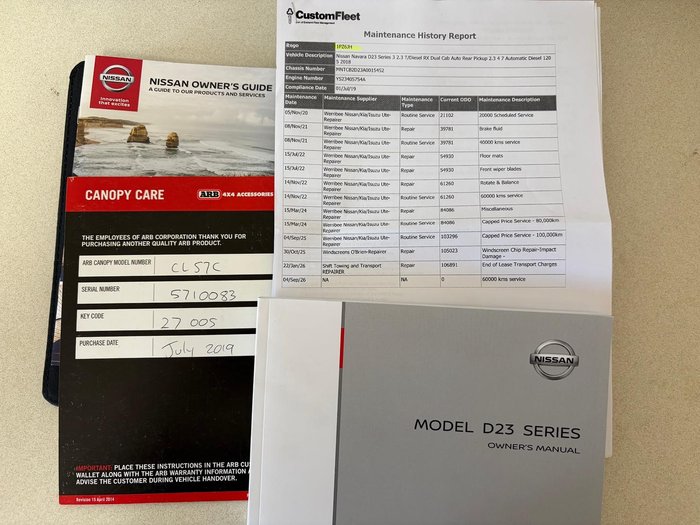 CustomFleet
Maintenance History Report
Rego 1PZ6JH
Vehicle Description Nissan Navara D23 Series 3 2.3 T/Diesel RX Dual Cab Auto Rear Pickup 2.3 4 7 Automatic Diesel 120
5 2018
Chassis Number MNTCB2D23A0015452
Engine Number YS23405754A
Compliance Date 01/Jul/19
Maintenance Date Maintenance Supplier Maintenance Type Current ODO Maintenance Description
05/Nov/20 Werribee Nissan/Kia/Isuzu Ute-Repairer Routine Service 21102 20000 Scheduled Service
08/Nov/21 Werribee Nissan/Kia/Isuzu Ute-Repairer Repair 39781 Brake fluid
08/Nov/21 Werribee Nissan/Kia/Isuzu Ute-Repairer Routine Service 39781 40000 kms service
15/Jul/22 Werribee Nissan/Kia/Isuzu Ute-Repairer Repair 54930 Floor mats
15/Jul/22 Werribee Nissan/Kia/Isuzu Ute-Repairer Repair 54930 Front wiper blades
14/Nov/22 Werribee Nissan/Kia/Isuzu Ute-Repairer Repair 61260 Rotate & Balance
14/Nov/22 Werribee Nissan/Kia/Isuzu Ute-Repairer Routine Service 61260 60000 kms service
15/Mar/24 Werribee Nissan/Kia/Isuzu Ute-Repairer Repair 84086 Miscellaneous
15/Mar/24 Werribee Nissan/Kia/Isuzu Ute-Repairer Routine Service 84086 Capped Price Service - 80,000km
04/Sep/25 Werribee Nissan/Kia/Isuzu Ute-Repairer Routine Service 103296 Capped Price Service - 100,000km
30/Oct/25 Windscreens O'Brien-Repairer Repair 105023 Windscreen Chip Repair-Impact Damage -
22/Jan/26 Shift Towing and Transport REPAIRER Repair 106891 End of Lease Transport Charges
04/Sep/26 NA NA 0 60000 kms service
NISSAN
Innovation
that excites
NISSAN OWNER'S GUIDE
A GUIDE TO OUR PRODUCTS AND SERVICES
CANOPY CARE
ARB 4X4 ACCESSORIES
THE EMPLOYEES OF ARB CORPORATION THANK YOU FOR
PURCHASING ANOTHER QUALITY ARB PRODUCT.
ARB CANOPY MODEL NUMBER CL57C
SERIAL NUMBER 5710083
KEY CODE 27005
PURCHASE DATE July 2019
IMPORTANT: PLACE THESE INSTRUCTIONS IN THE ARB CUS
WALLET ALONG WITH THE ARB WARRANTY INFORMATION A
ADVISE THE CUSTOMER DURING VEHICLE HANDOVER.
Revision 15 April 2014
NISSAN
MODEL D23 SERIES
OWNER'S MANUAL